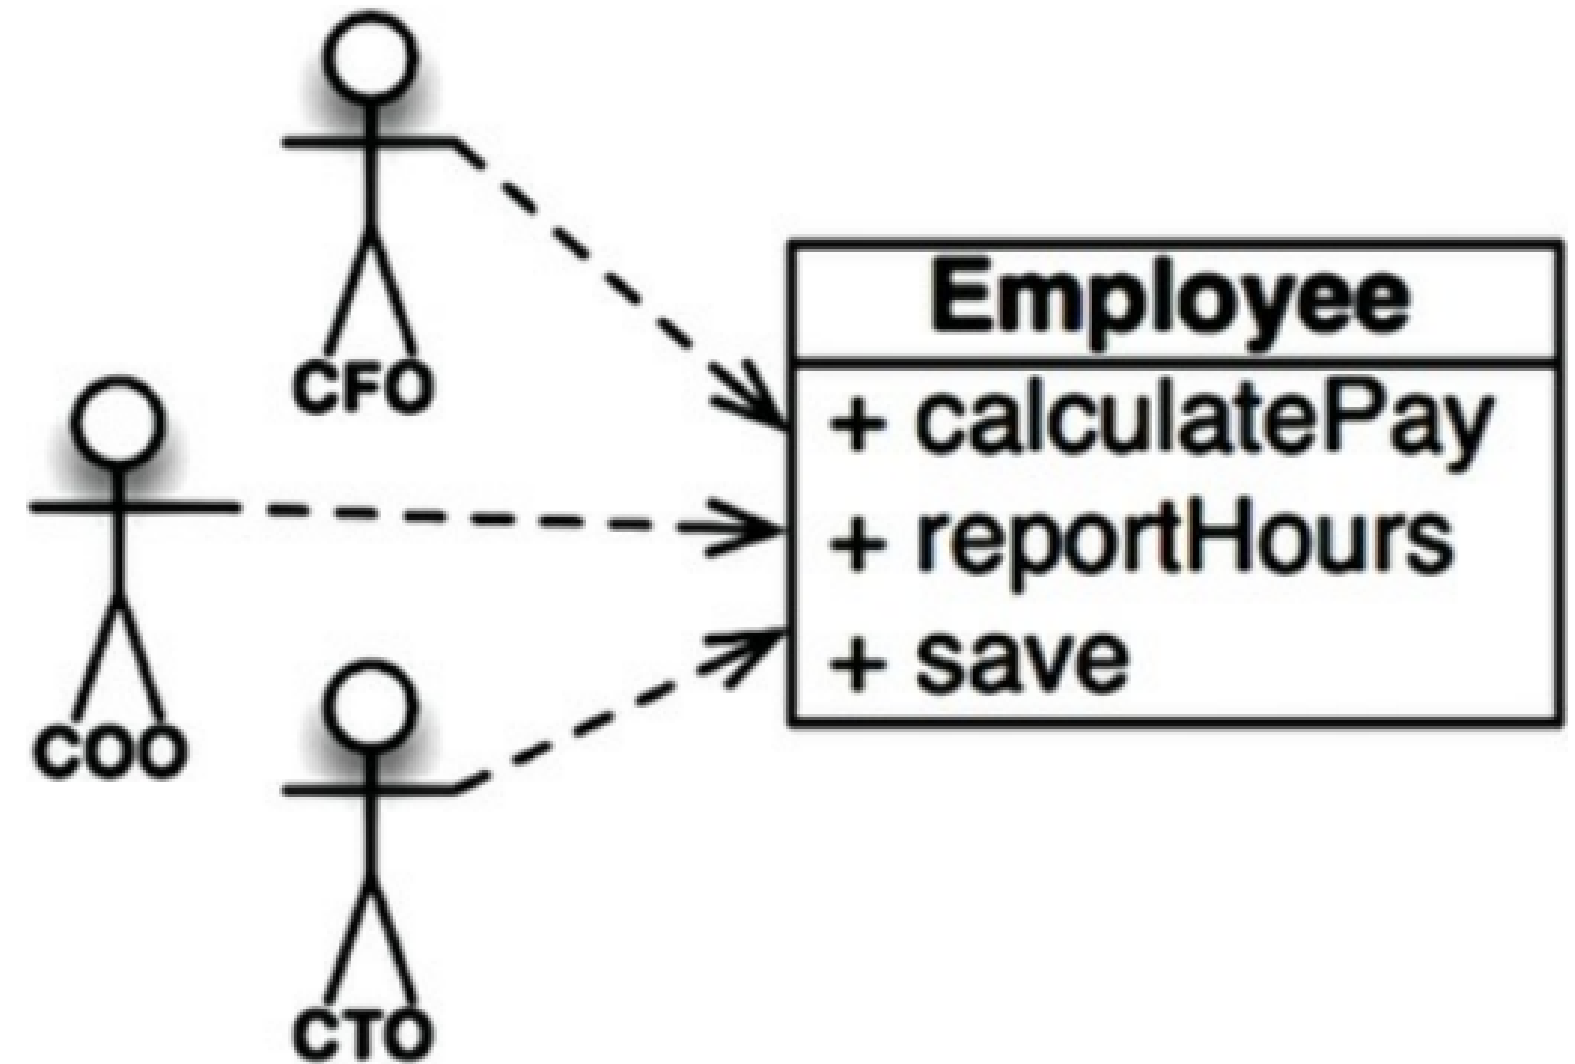 CFO
COO
CTO
Employee
+ calculatePay
+ reportHours
+ save